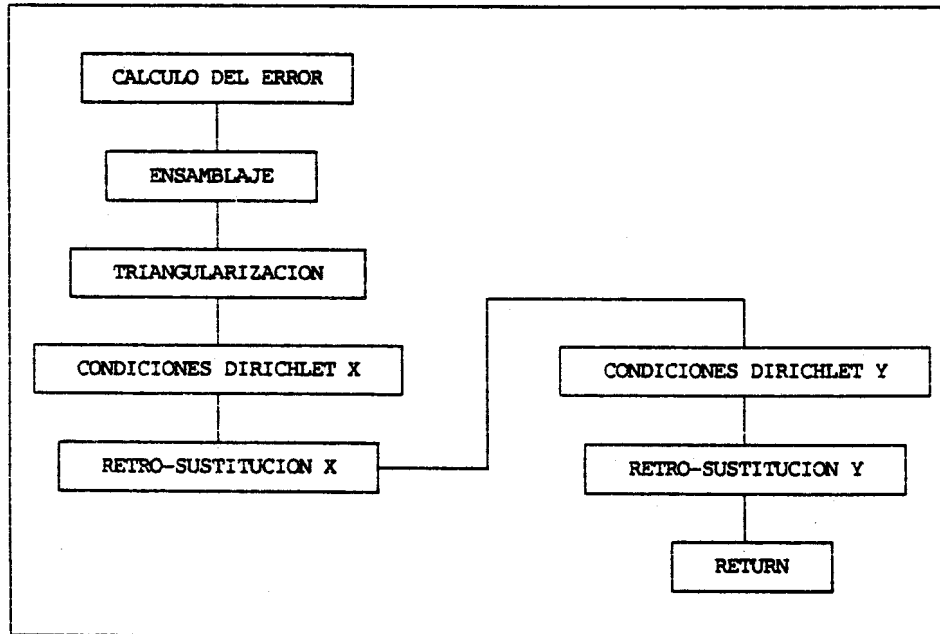 CALCULO DEL ERROR
ENSAMBLAJE
TRIANGULARIZACION
CONDICIONES DIRICHLET X
RETRO-SUSTITUCION X
CONDICIONES DIRICHLET Y
RETRO-SUSTITUCION Y
RETURN